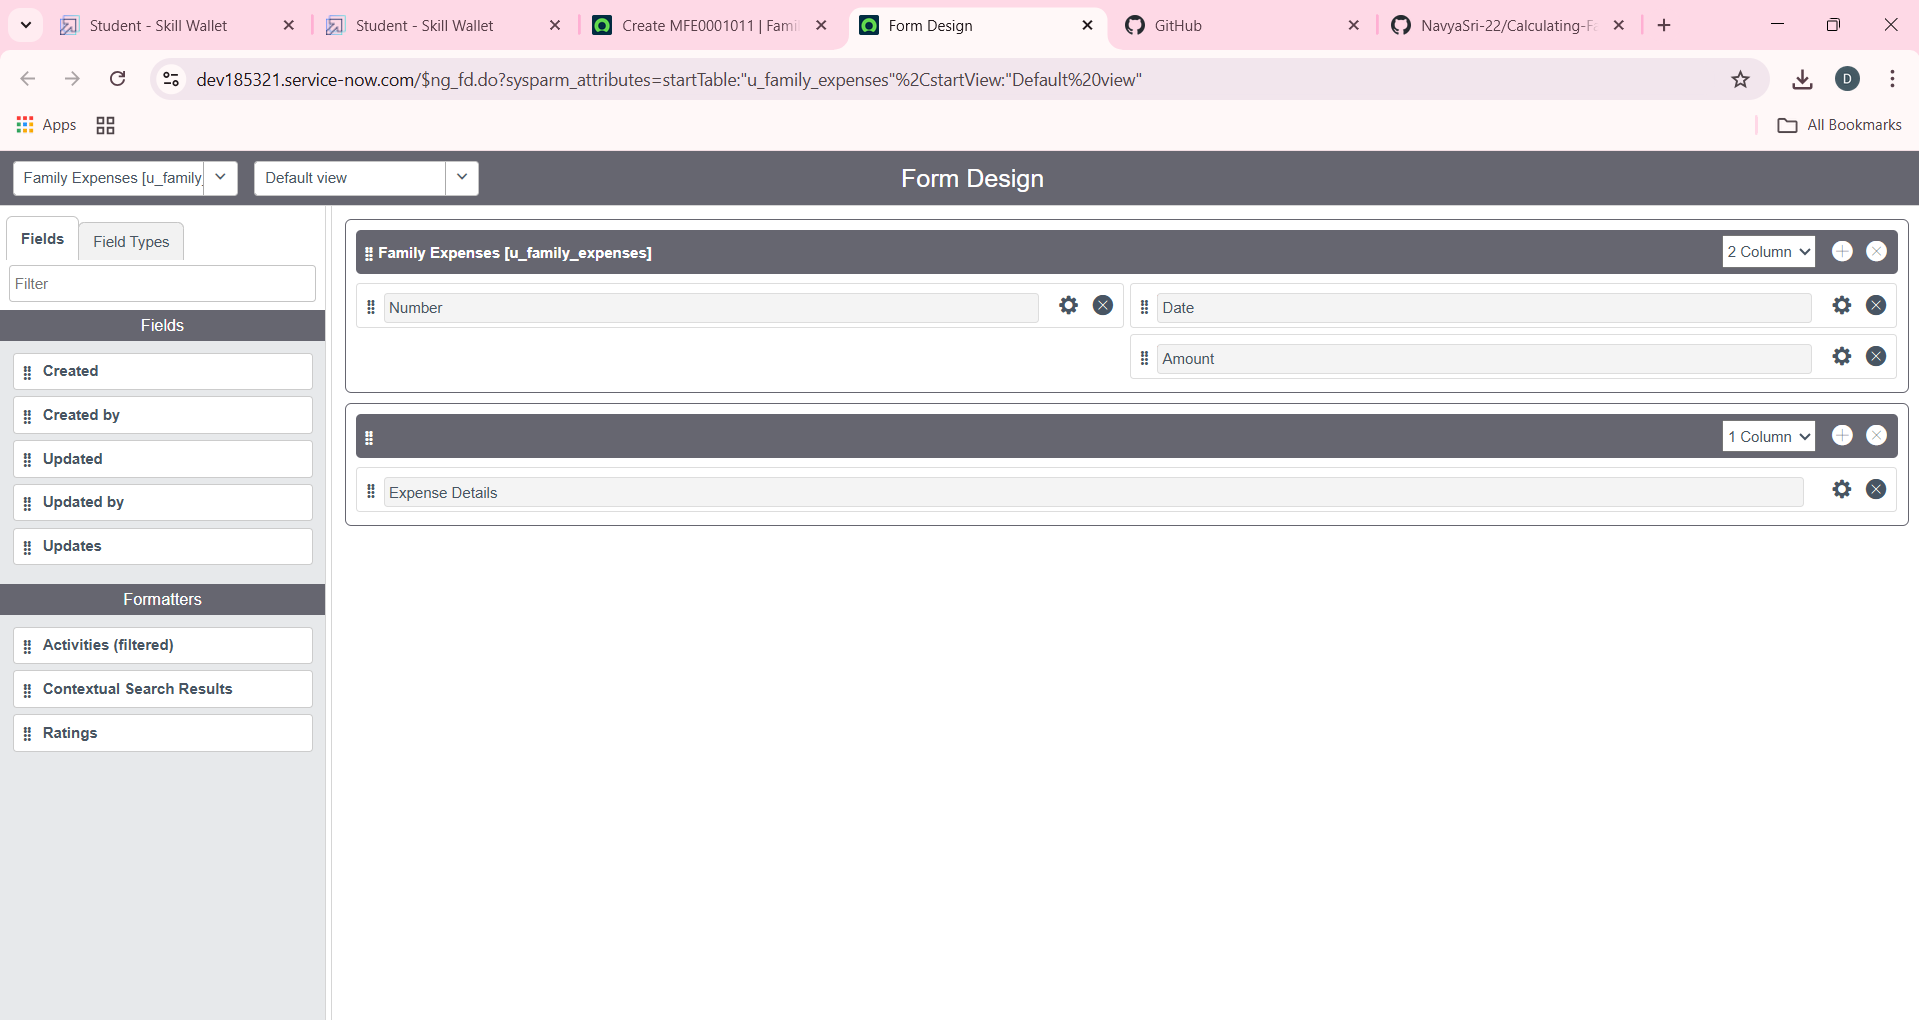 Student - Skill Wallet
Student - Skill Wallet
Create MFE0001011 | Famil
Form Design
GitHub
NavyaSri-22/Calculating-Fa
dev185321.service-now.com/$ng_fd.do?sysparm_attributes=startTable:"u_family_expenses"%2CstartView:"Default%20view"
D
Apps
All Bookmarks
Family Expenses [u_family_
Default view
Form Design
Fields
Field Types
Filter
Fields
Created
Created by
Updated
Updated by
Updates
Formatters
Activities (filtered)
Contextual Search Results
Ratings
Family Expenses [u_family_expenses]
2 Column
Number
Date
Amount
1 Column
Expense Details